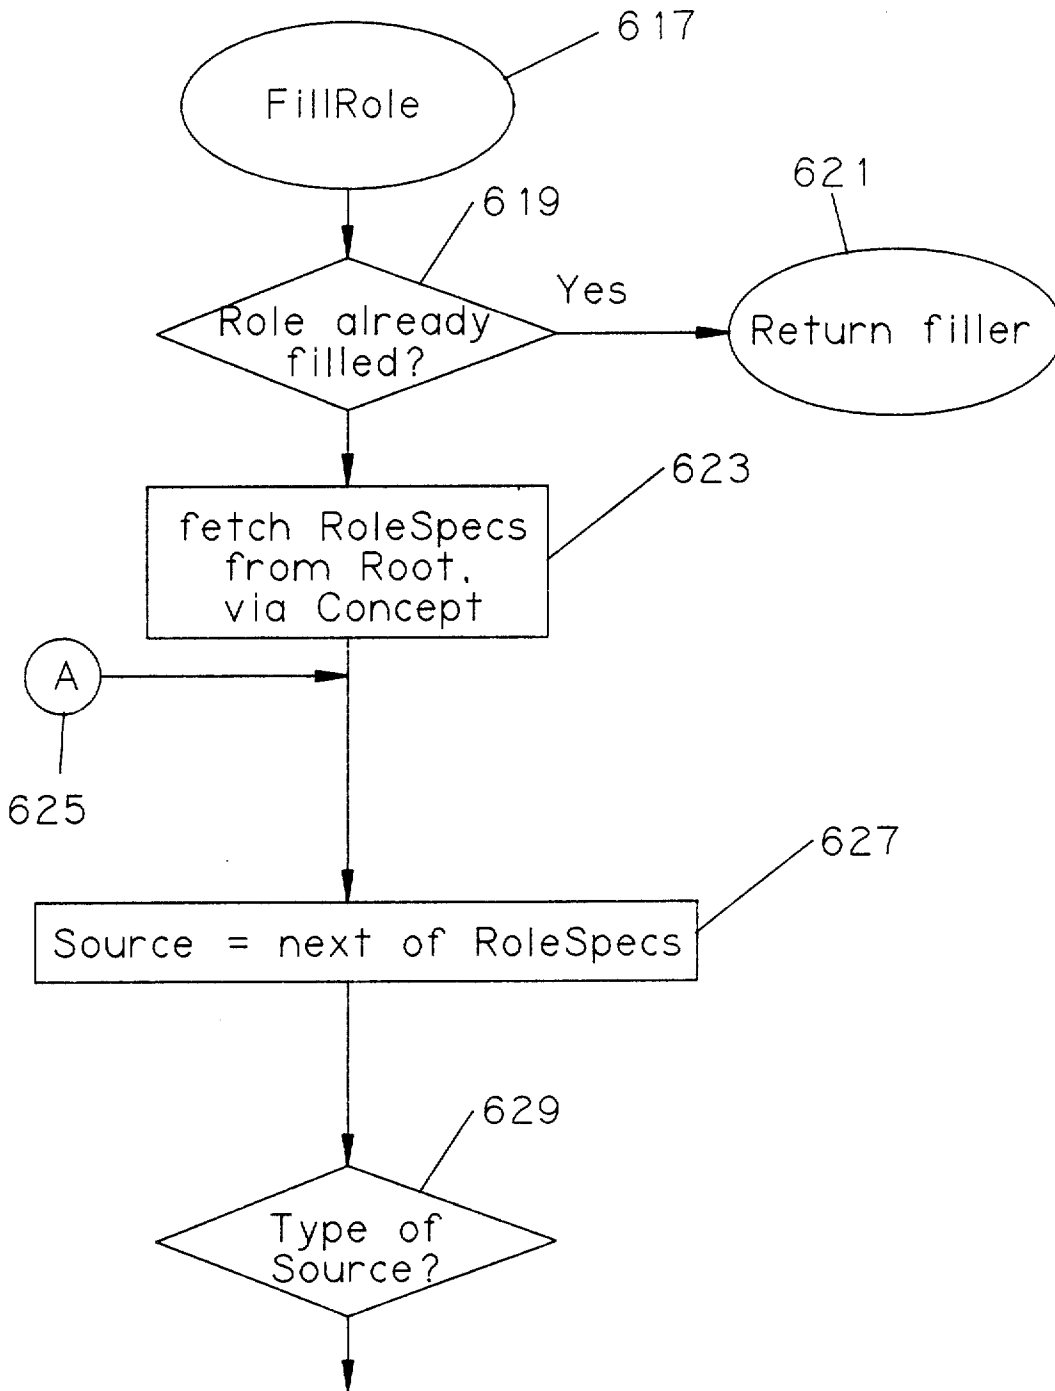 617
FillRole
621
619
Yes
Role already
filled?
Return filler
623
fetch RoleSpecs
from Root,
via Concept
A
625
627
Source = next of RoleSpecs
629
Type of
Source?